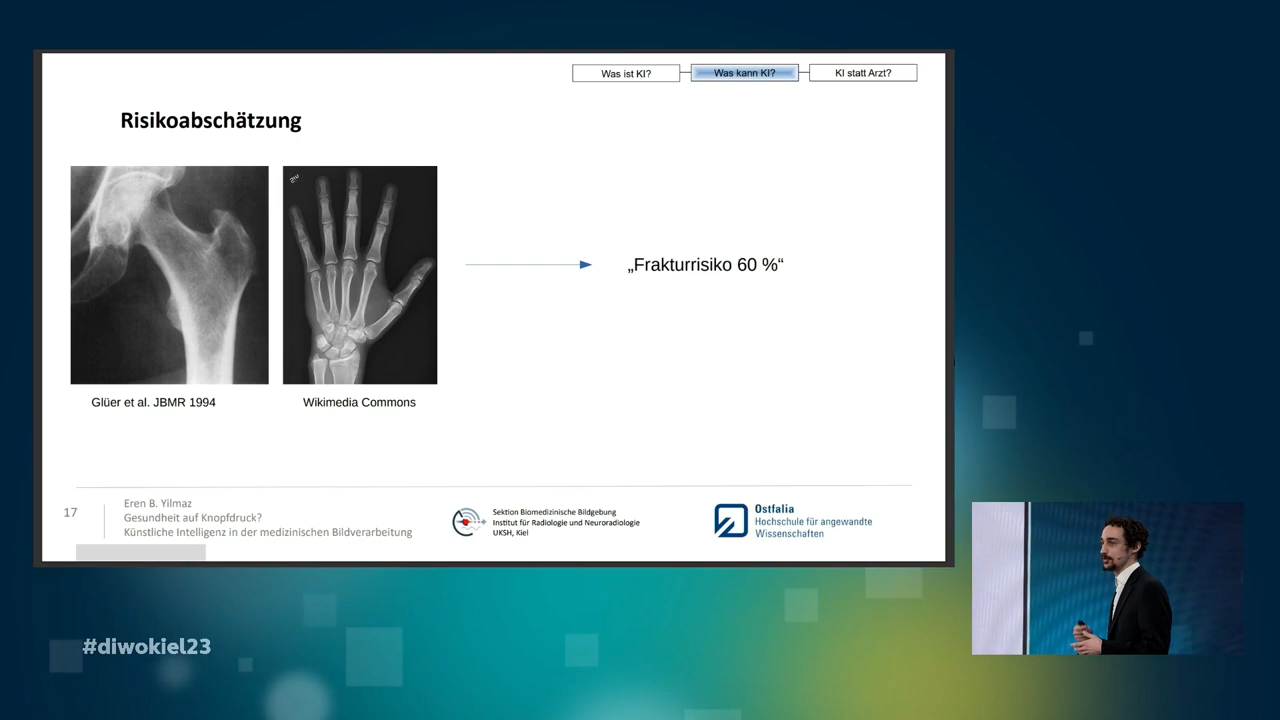 Was ist KI?
Was kann KI?
KI statt Arzt?
Risikoabschätzung
„Frakturrisiko 60 %“
Glüer et al. JBMR 1994
Wikimedia Commons
17
Eren B. Yilmaz
Gesundheit auf Knopfdruck?
Künstliche Intelligenz in der medizinischen Bildverarbeitung
Sektion Biomedizinische Bildgebung
Institut für Radiologie und Neuroradiologie
UKSH, Kiel
Ostfalia
Hochschule für angewandte
Wissenschaften
#diwokiel23